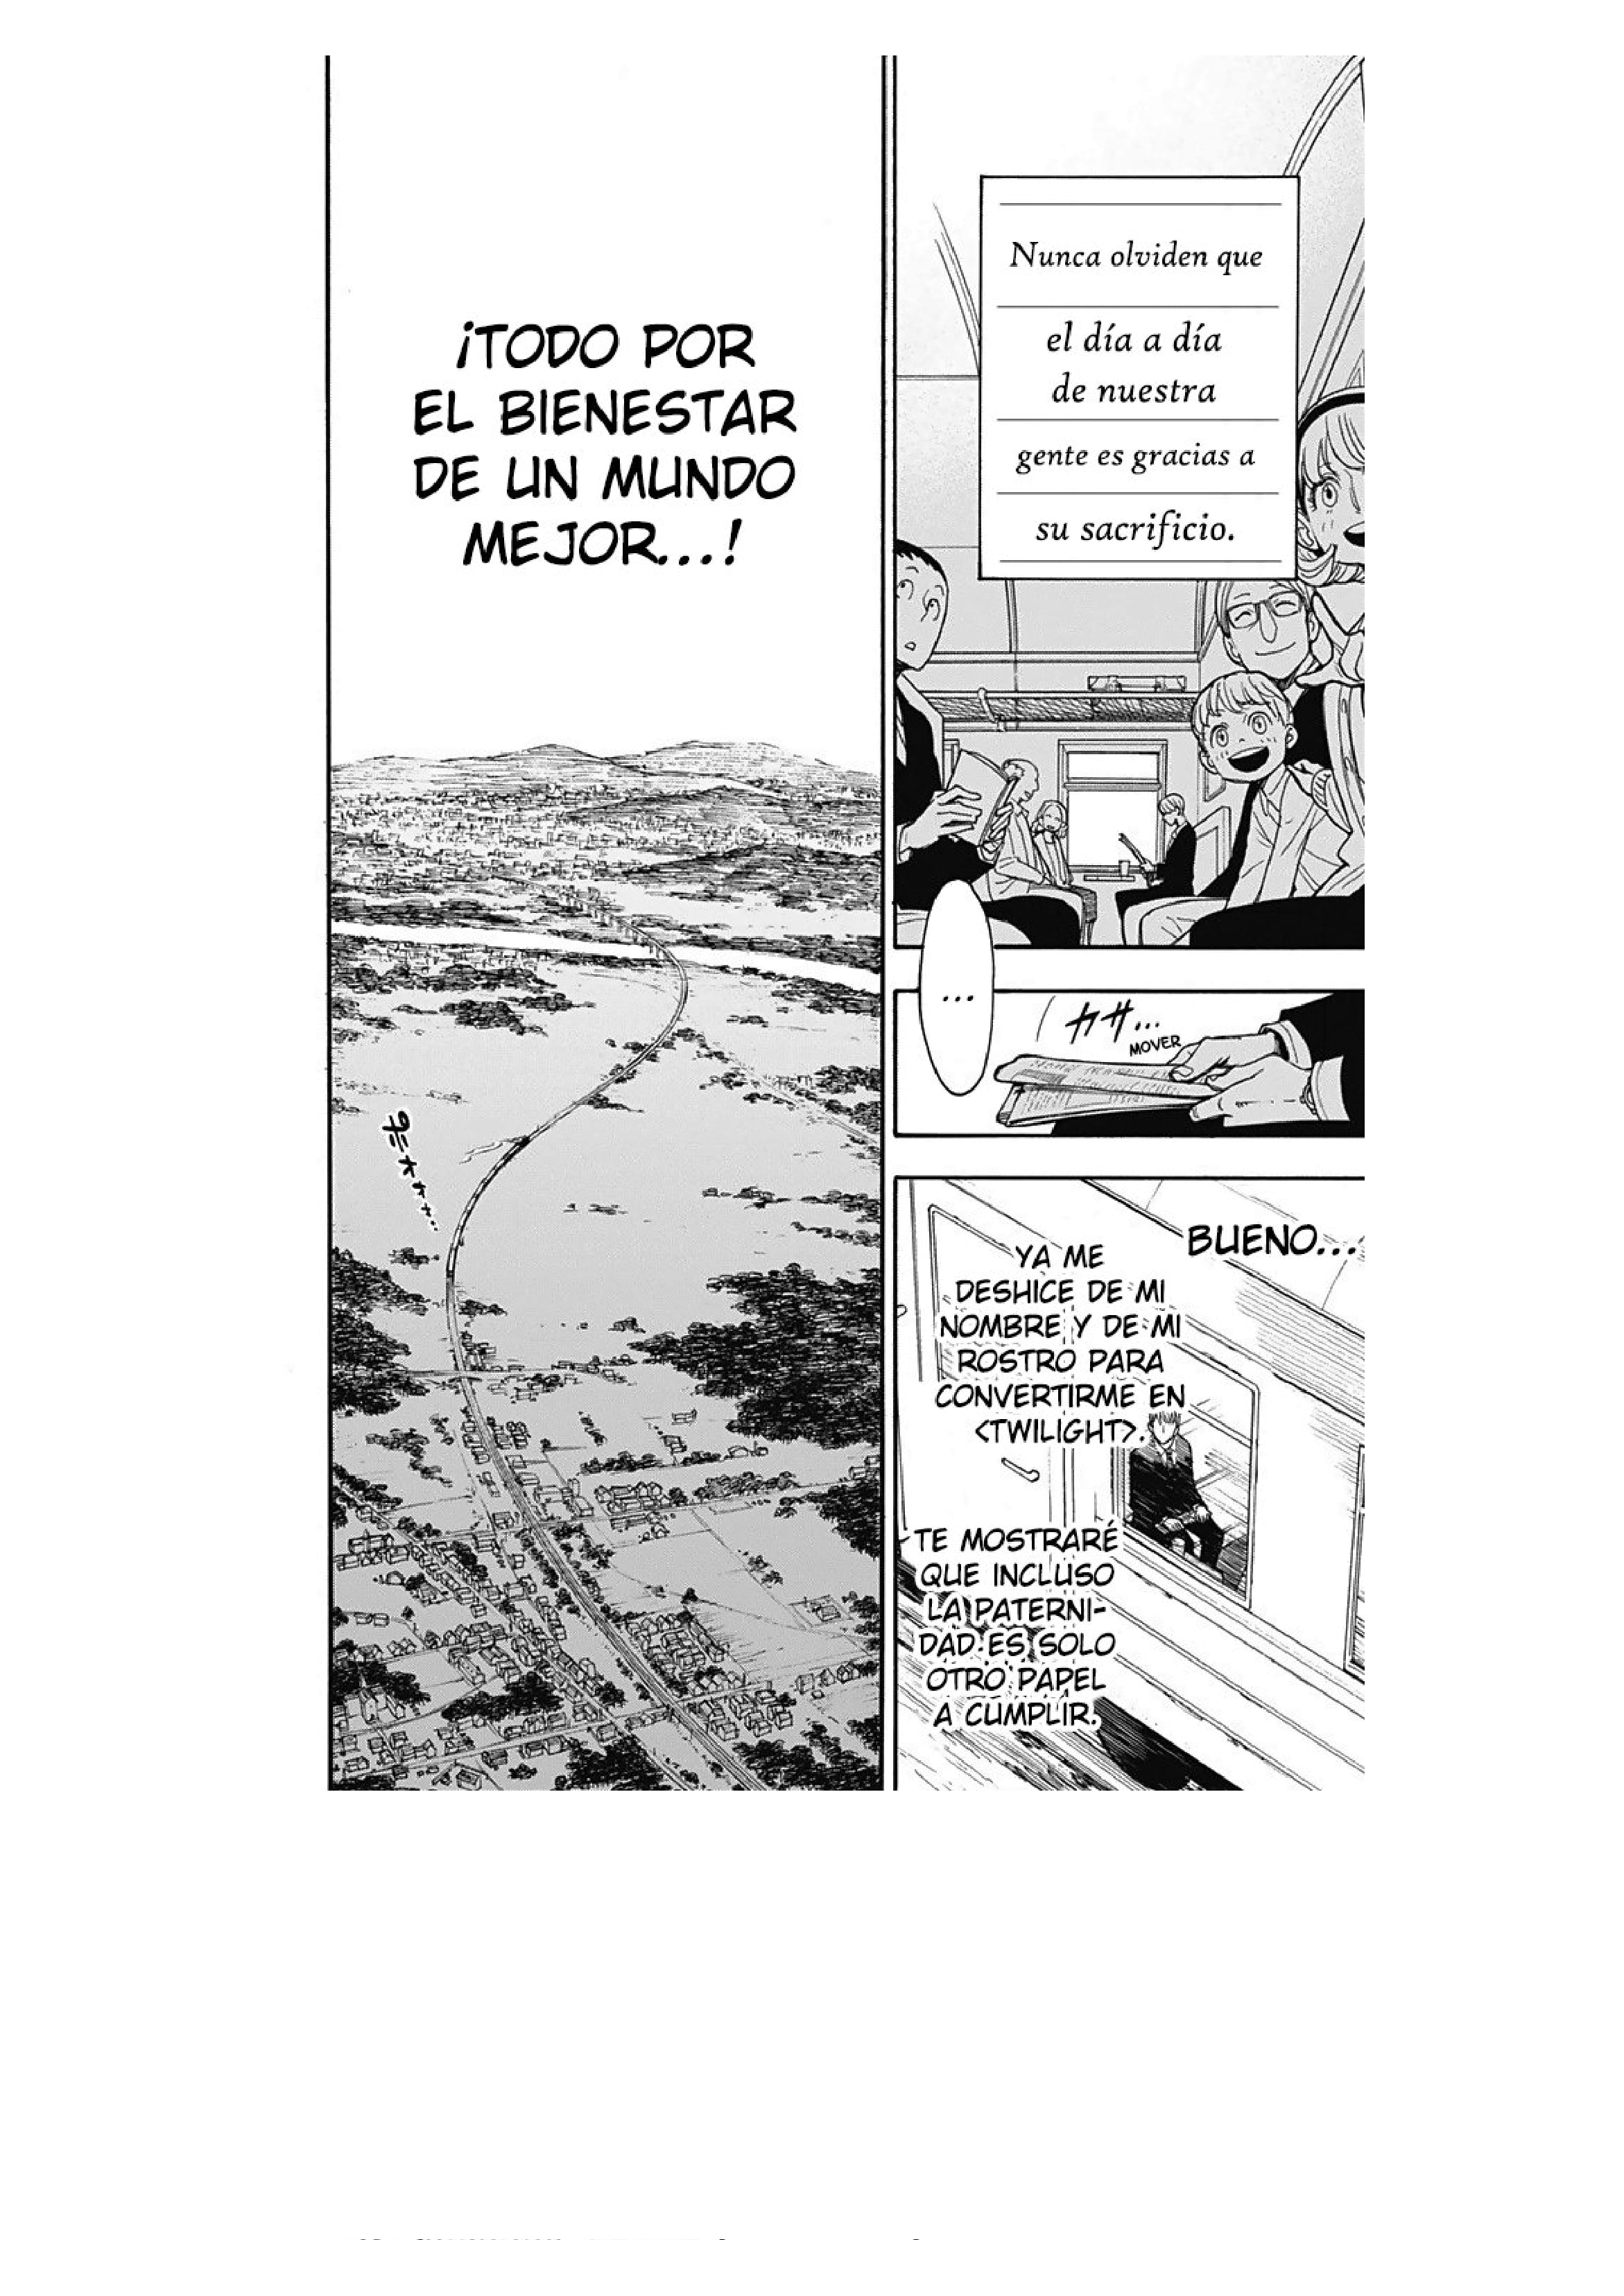 Nunca olviden que
el día a día
de nuestra
gente es gracias a
su sacrificio.
...
カサ...
MOVER
BUENO...
YA ME
DESHICE DE MI
NOMBRE Y DE MI
ROSTRO PARA
CONVERTIRME EN
<TWILIGHT>.
TE MOSTRARÉ
QUE INCLUSO
LA PATERNI-
DAD ES SOLO
OTRO PAPEL
A CUMPLIR.
¡TODO POR
EL BIENESTAR
DE UN MUNDO
MEJOR...!